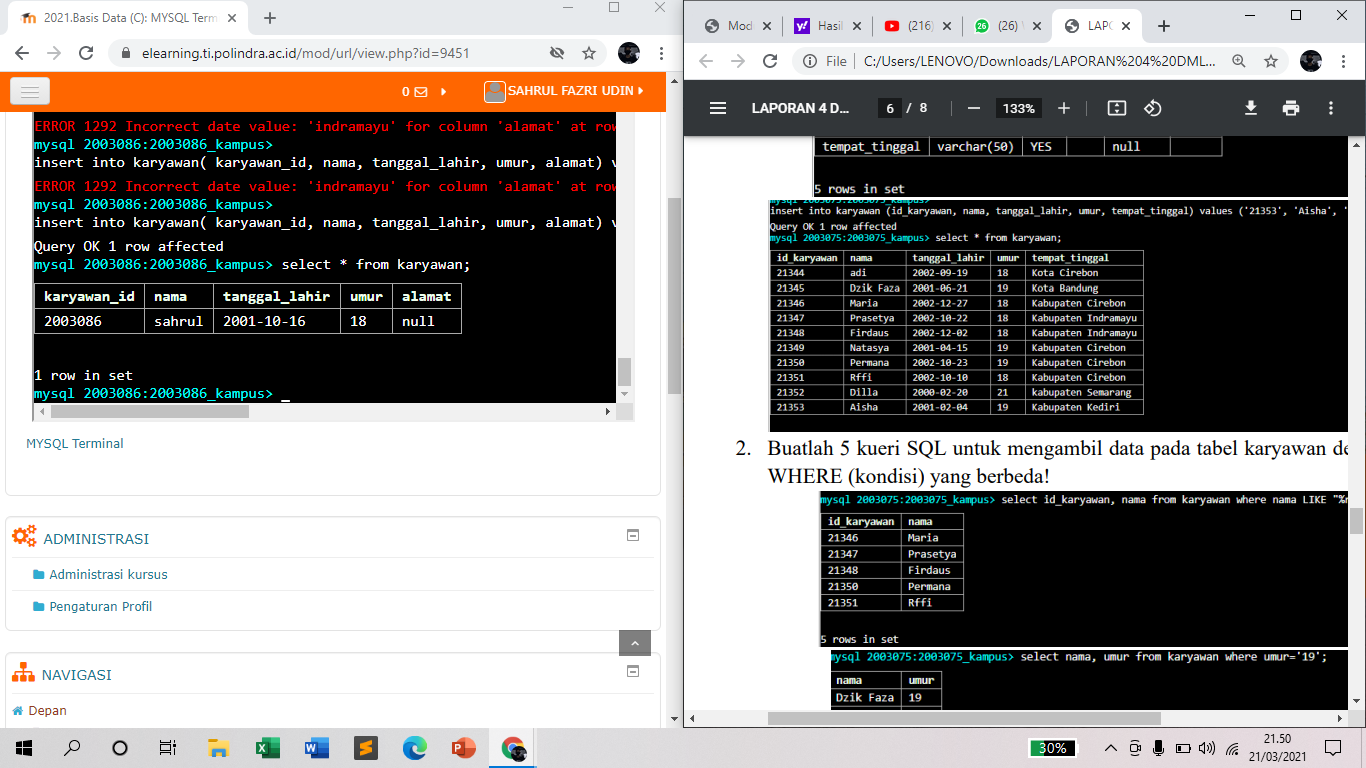 2021.Basis Data (C): MYSQL Term
elearning.ti.polindra.ac.id/mod/url/view.php?id=9451
0 SAHRUL FAZRI UDIN
ERROR 1292 Incorrect date value: 'indramayu' for column 'alamat' at row
mysql 2003086:2003086_kampus>
insert into karyawan( karyawan_id, nama, tanggal_lahir, umur, alamat) v
ERROR 1292 Incorrect date value: 'indramayu' for column 'alamat' at row
mysql 2003086:2003086_kampus>
insert into karyawan( karyawan_id, nama, tanggal_lahir, umur, alamat) v
Query OK 1 row affected
mysql 2003086:2003086_kampus> select * from karyawan;
karyawan_id nama tanggal_lahir umur alamat
2003086 sahrul 2001-10-16 18 null
1 row in set
mysql 2003086:2003086_kampus> _
MYSQL Terminal
ADMINISTRASI
Administrasi kursus
Pengaturan Profil
NAVIGASI
Depan
Mod Hasil (216) (26) W LAPO
File C:/Users/LENOVO/Downloads/LAPORAN%204%20DML...
LAPORAN 4 D... 6 / 8 133%
tempat_tinggal varchar(50) YES null
5 rows in set
mysql 2003075:2003075_kampus>
insert into karyawan (id_karyawan, nama, tanggal_lahir, umur, tempat_tinggal) values ('21353', 'Aisha', '
Query OK 1 row affected
mysql 2003075:2003075_kampus> select * from karyawan;
id_karyawan nama tanggal_lahir umur tempat_tinggal
21344 adi 2002-09-19 18 Kota Cirebon
21345 Dzik Faza 2001-06-21 19 Kota Bandung
21346 Maria 2002-12-27 18 Kabupaten Cirebon
21347 Prasetya 2002-10-22 18 Kabupaten Indramayu
21348 Firdaus 2002-12-02 18 Kabupaten Indramayu
21349 Natasya 2001-04-15 19 Kabupaten Cirebon
21350 Permana 2002-10-23 19 Kabupaten Cirebon
21351 Rffi 2002-10-10 18 Kabupaten Cirebon
21352 Dilla 2000-02-20 21 kabupaten Semarang
21353 Aisha 2001-02-04 19 Kabupaten Kediri
2. Buatlah 5 kueri SQL untuk mengambil data pada tabel karyawan de
WHERE (kondisi) yang berbeda!
mysql 2003075:2003075_kampus> select id_karyawan, nama from karyawan where nama LIKE "%r
id_karyawan nama
21346 Maria
21347 Prasetya
21348 Firdaus
21350 Permana
21351 Rffi
5 rows in set
mysql 2003075:2003075_kampus> select nama, umur from karyawan where umur='19';
nama umur
Dzik Faza 19
30% 21.50
21/03/2021